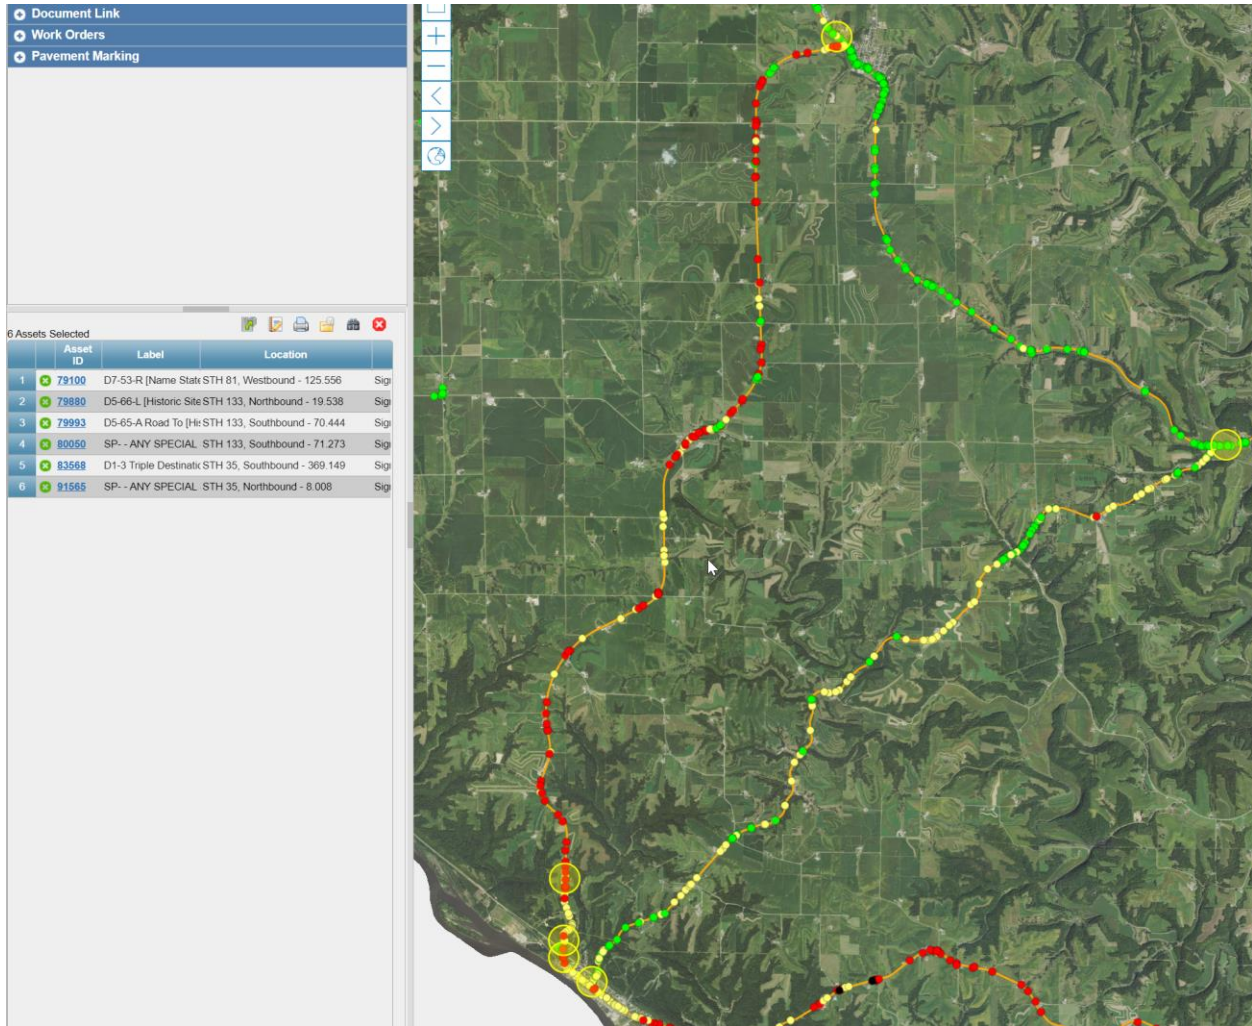 Document Link
Work Orders
Pavement Marking
6 Assets Selected
Asset ID Label Location
1 79100 D7-53-R [Name State STH 81, Westbound - 125.556 Sig
2 79880 D5-66-L [Historic Site STH 133, Northbound - 19.538 Sig
3 79993 D5-65-A Road To [His STH 133, Southbound - 70.444 Sig
4 80050 SP- - ANY SPECIAL STH 133, Southbound - 71.273 Sig
5 83568 D1-3 Triple Destinatic STH 35, Southbound - 369.149 Sig
6 91565 SP- - ANY SPECIAL STH 35, Northbound - 8.008 Sig